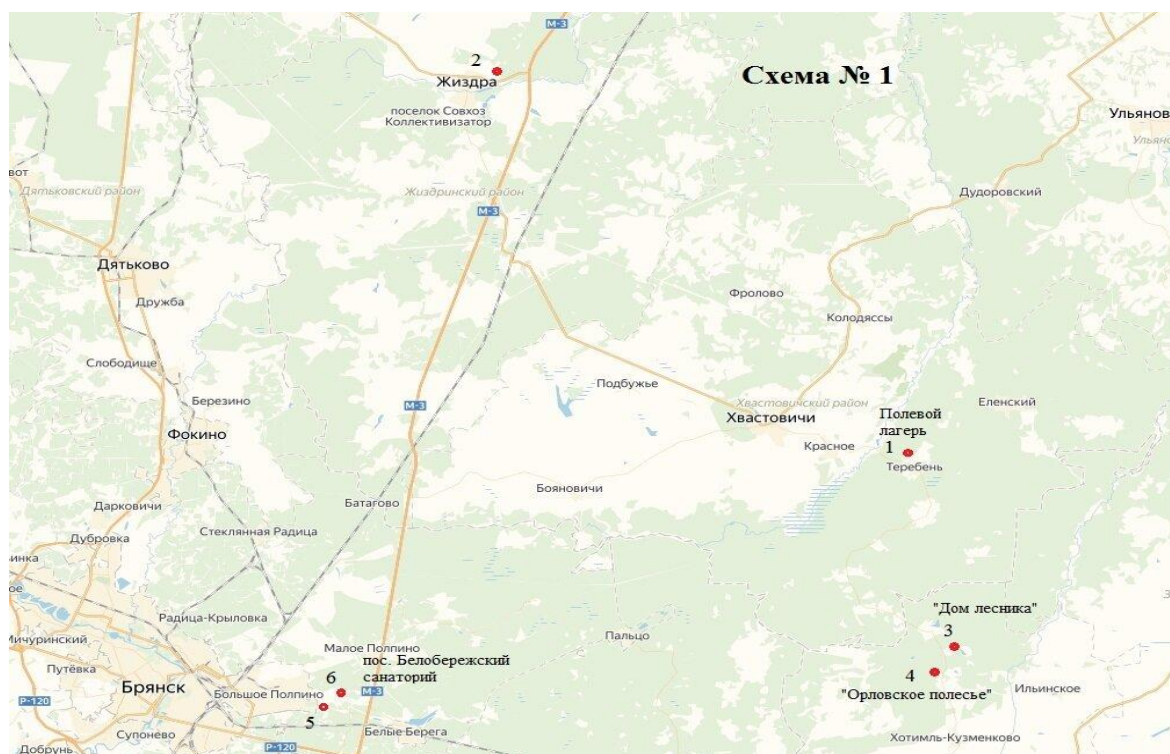 М-3
2
Схема № 1
Жиздра
поселок Совхоз
Коллективизатор
Ульянов
вот
Дятьковский район
Жиздринский район
Дудоровский
М-3
Дятьково
Дружба
Фролово
Колодяссы
Слободище
Подбужье
Березино
М-3
Хвастовичский район
Хвастовичи
Полевой
лагерь
Еленский
Фокино
Красное
1
Теребень
Бояновичи
Дарковичи
Батагово
Стеклянная Радица
Дубровка
инка
ое
Радица-Крыловка
"Дом лесника"
3
Мичуринский
Пальцо
Малое Полпино
пос. Белобережский
санаторий
Путёвка
6
4
Брянск
Большое Полпино
М-3
Ильинское
"Орловское полесье"
Р-120
5
Белые Берега
Супонево
Хотимль-Кузменково
Добрунь
Р-120